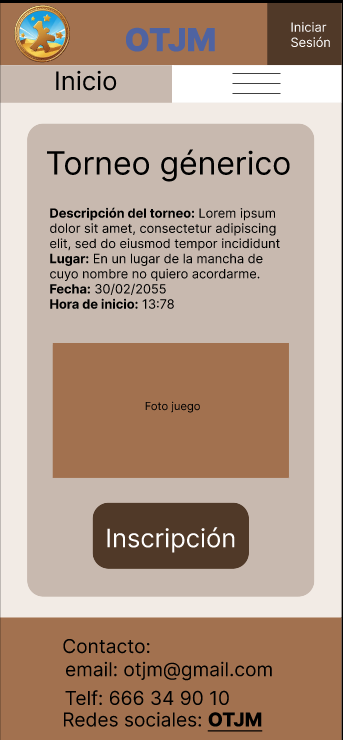 OTJM
Iniciar
Sesión
Inicio
Torneo génerico
Descripción del torneo: Lorem ipsum
dolor sit amet, consectetur adipiscing
elit, sed do eiusmod tempor incididunt
Lugar: En un lugar de la mancha de
cuyo nombre no quiero acordarme.
Fecha: 30/02/2055
Hora de inicio: 13:78
Foto juego
Inscripción
Contacto:
email: otjm@gmail.com
Telf: 666 34 90 10
Redes sociales: OTJM